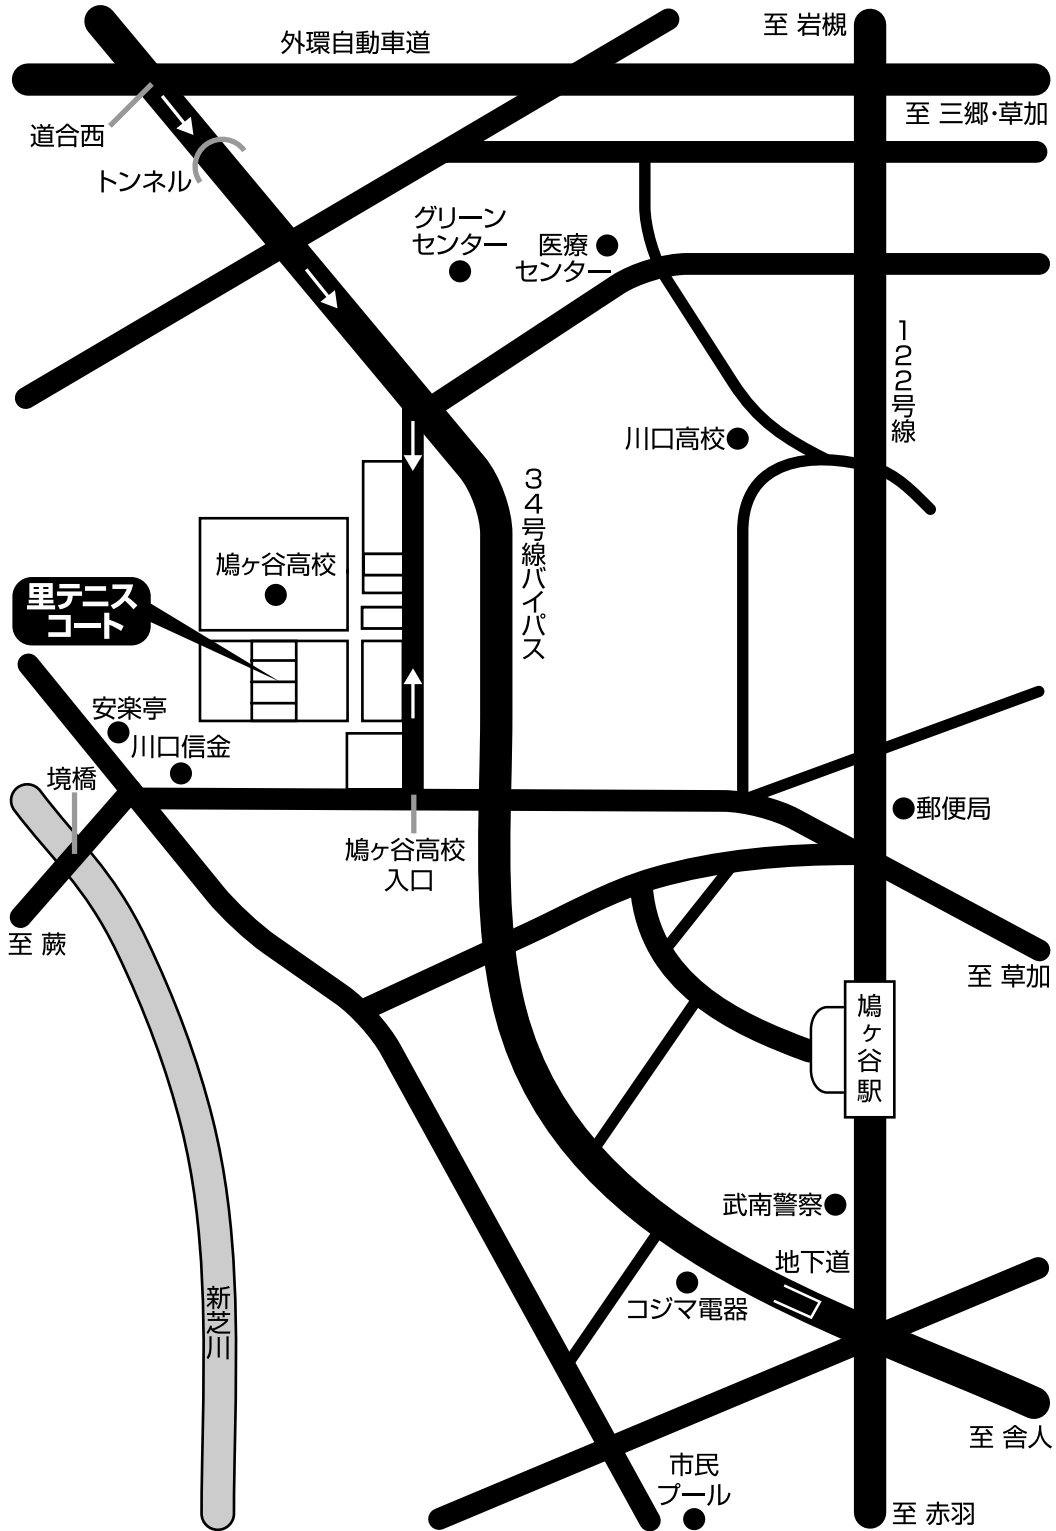 至 岩槻
外環自動車道
至 三郷・草加
道合西
トンネル
グリーン
センター
医療
センター
122号線
川口高校
34号線バイパス
鳩ヶ谷高校
里テニス
コート
安楽亭
川口信金
境橋
郵便局
鳩ヶ谷高校
入口
至 蕨
至 草加
鳩ヶ谷駅
武南警察
地下道
コジマ電器
新芝川
至 舎人
市民
プール
至 赤羽